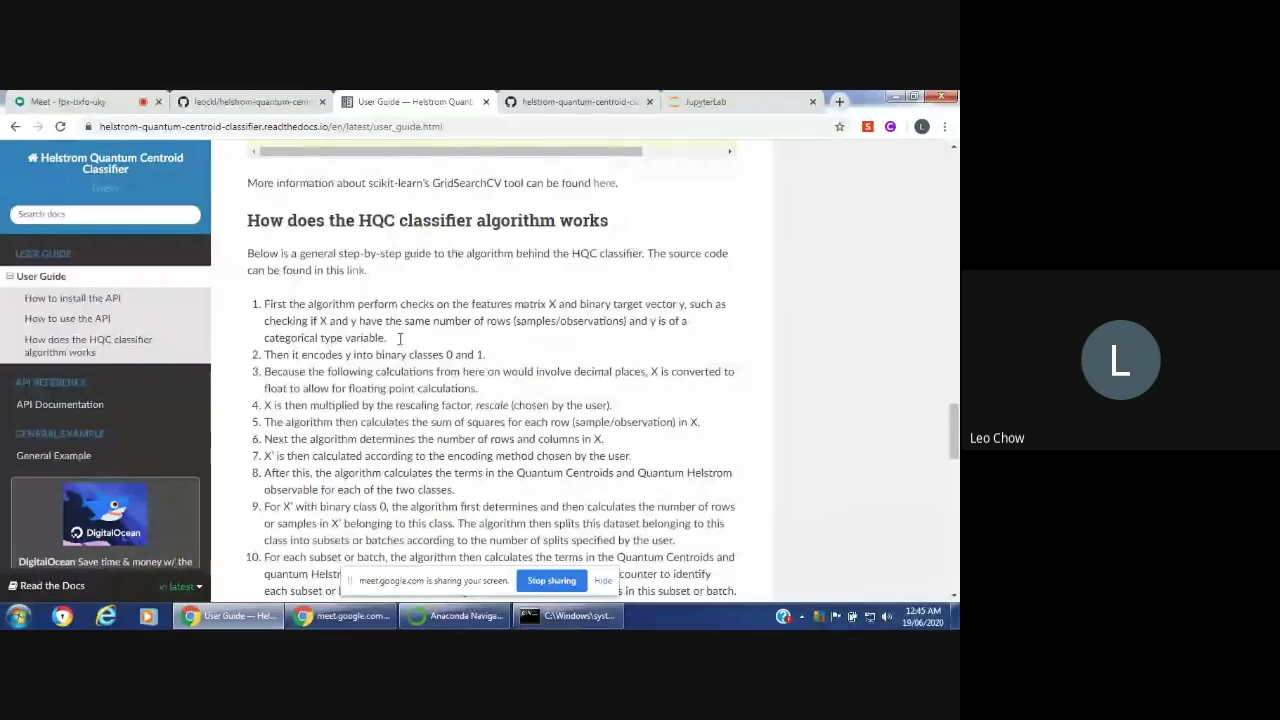 Meet - fpx-nxfo-uky
leockl/helstrom-quantum-cent
User Guide — Helstrom Quant
helstrom-quantum-centroid-cla
JupyterLab
helstrom-quantum-centroid-classifier.readthedocs.io/en/latest/user_guide.html
S
C
L
Helstrom Quantum Centroid
Classifier
latest
Search docs
USER GUIDE
User Guide
How to install the API
How to use the API
How does the HQC classifier
algorithm works
API REFERENCE
API Documentation
GENERAL EXAMPLE
General Example
DigitalOcean
DigitalOcean Save time & money w/ the
Read the Docs
latest
More information about scikit-learn's GridSearchCV tool can be found here.
How does the HQC classifier algorithm works
Below is a general step-by-step guide to the algorithm behind the HQC classifier. The source code
can be found in this link.
1. First the algorithm perform checks on the features matrix X and binary target vector y, such as
checking if X and y have the same number of rows (samples/observations) and y is of a
categorical type variable.
2. Then it encodes y into binary classes 0 and 1.
3. Because the following calculations from here on would involve decimal places, X is converted to
float to allow for floating point calculations.
4. X is then multiplied by the rescaling factor, rescale (chosen by the user).
5. The algorithm then calculates the sum of squares for each row (sample/observation) in X.
6. Next the algorithm determines the number of rows and columns in X.
7. X' is then calculated according to the encoding method chosen by the user.
8. After this, the algorithm calculates the terms in the Quantum Centroids and Quantum Helstrom
observable for each of the two classes.
9. For X' with binary class 0, the algorithm first determines and then calculates the number of rows
or samples in X' belonging to this class. The algorithm then splits this dataset belonging to this
class into subsets or batches according to the number of splits specified by the user.
10. For each subset or batch, the algorithm then calculates the terms in the Quantum Centroids and
quantum Helst counter to identify
each subset or s in this subset or batch.
meet.google.com is sharing your screen.
Stop sharing
Hide
User Guide — Hel...
meet.google.com...
Anaconda Naviga...
C:\Windows\syst...
12:45 AM
19/06/2020
L
Leo Chow